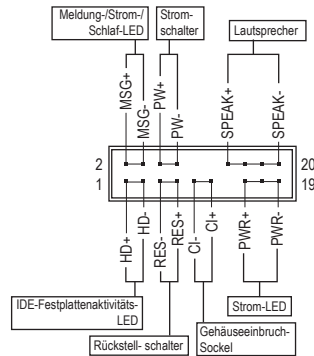 Meldung-/Strom-/
Schlaf-LED
Strom-
schalter
Lautsprecher
MSG+
MSG-
PW+
PW-
SPEAK+
SPEAK-
2
20
1
19
HD+
HD-
RES-
RES+
CI-
CI+
PWR+
PWR-
IDE-Festplattenaktivitäts-
LED
Rückstell- schalter
Gehäuseeinbruch-
Sockel
Strom-LED